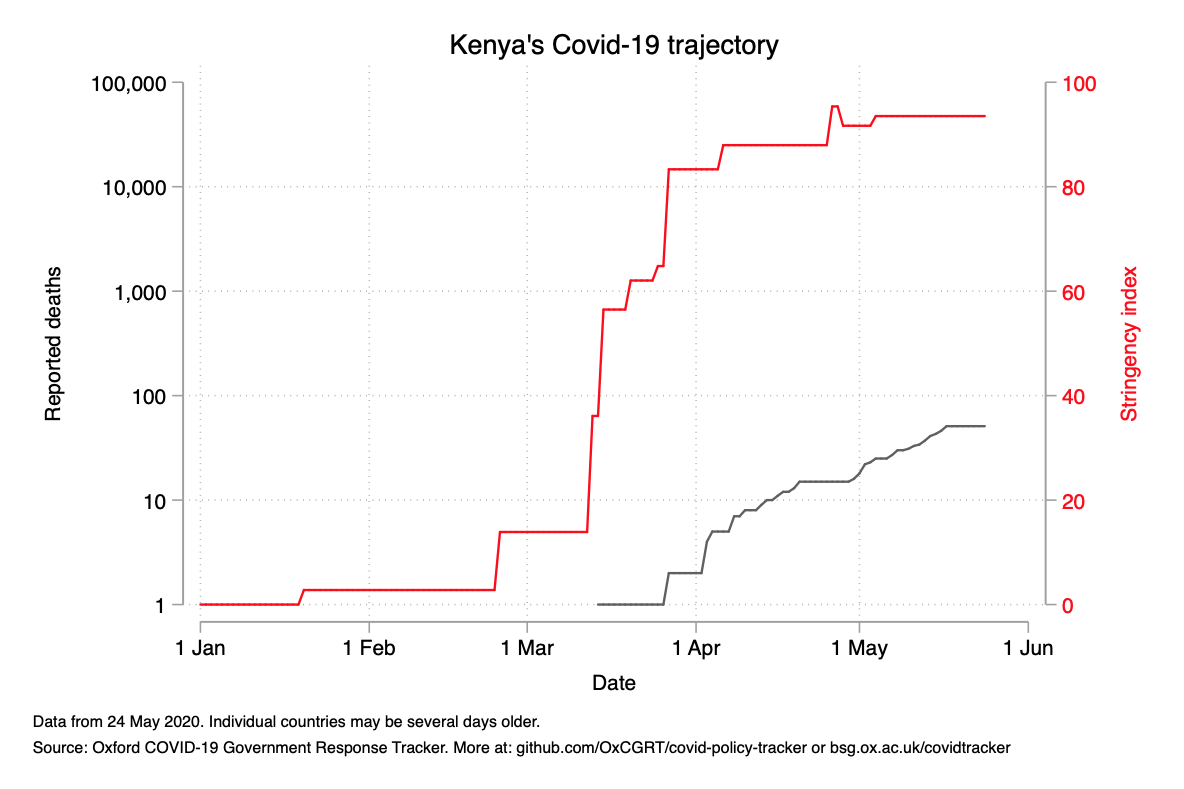 Kenya's Covid-19 trajectory
100,000
10,000
1,000
100
10
1
Reported deaths
100
80
60
40
20
0
Stringency index
1 Jan
1 Feb
1 Mar
1 Apr
1 May
1 Jun
Date
Data from 24 May 2020. Individual countries may be several days older.
Source: Oxford COVID-19 Government Response Tracker. More at: github.com/OxCGRT/covid-policy-tracker or bsg.ox.ac.uk/covidtracker